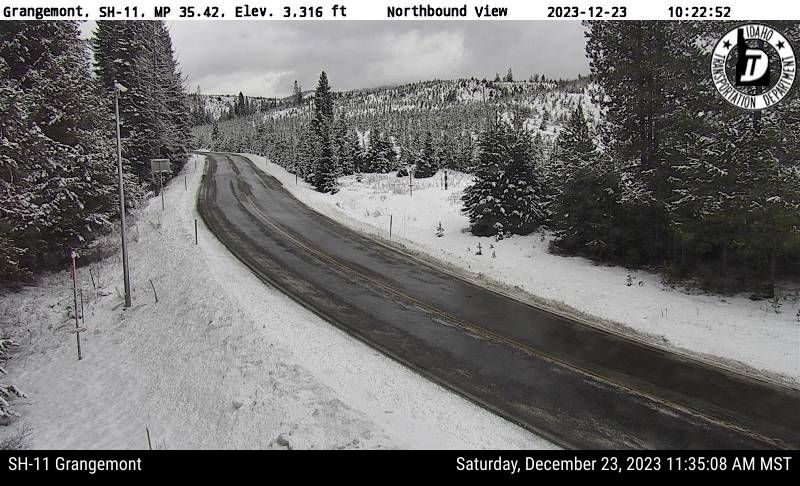 Grangemont, SH-11, MP 35.42, Elev. 3,316 ft Northbound View 2023-12-23 10:22:52
IDAHO
TRANSPORTATION DEPARTMENT
SH-11 Grangemont Saturday, December 23, 2023 11:35:08 AM MST